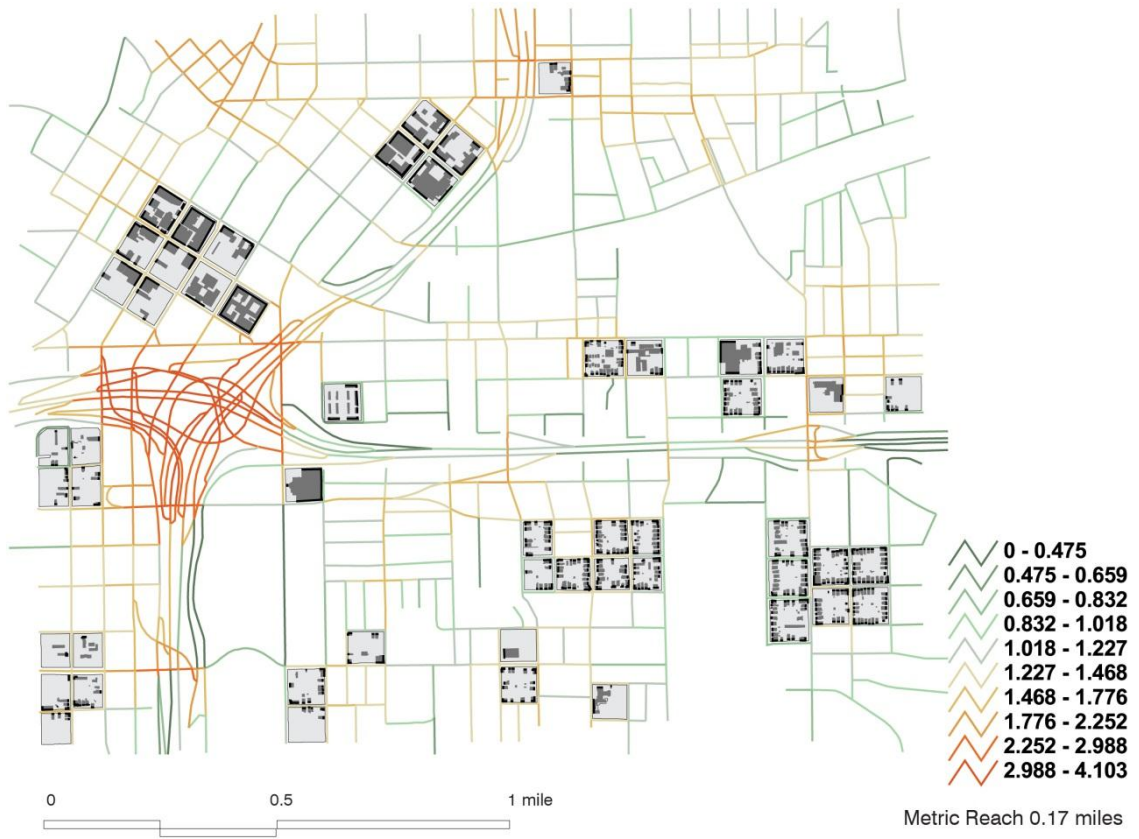 0 - 0.475
0.475 - 0.659
0.659 - 0.832
0.832 - 1.018
1.018 - 1.227
1.227 - 1.468
1.468 - 1.776
1.776 - 2.252
2.252 - 2.988
2.988 - 4.103
0 0.5 1 mile
Metric Reach 0.17 miles